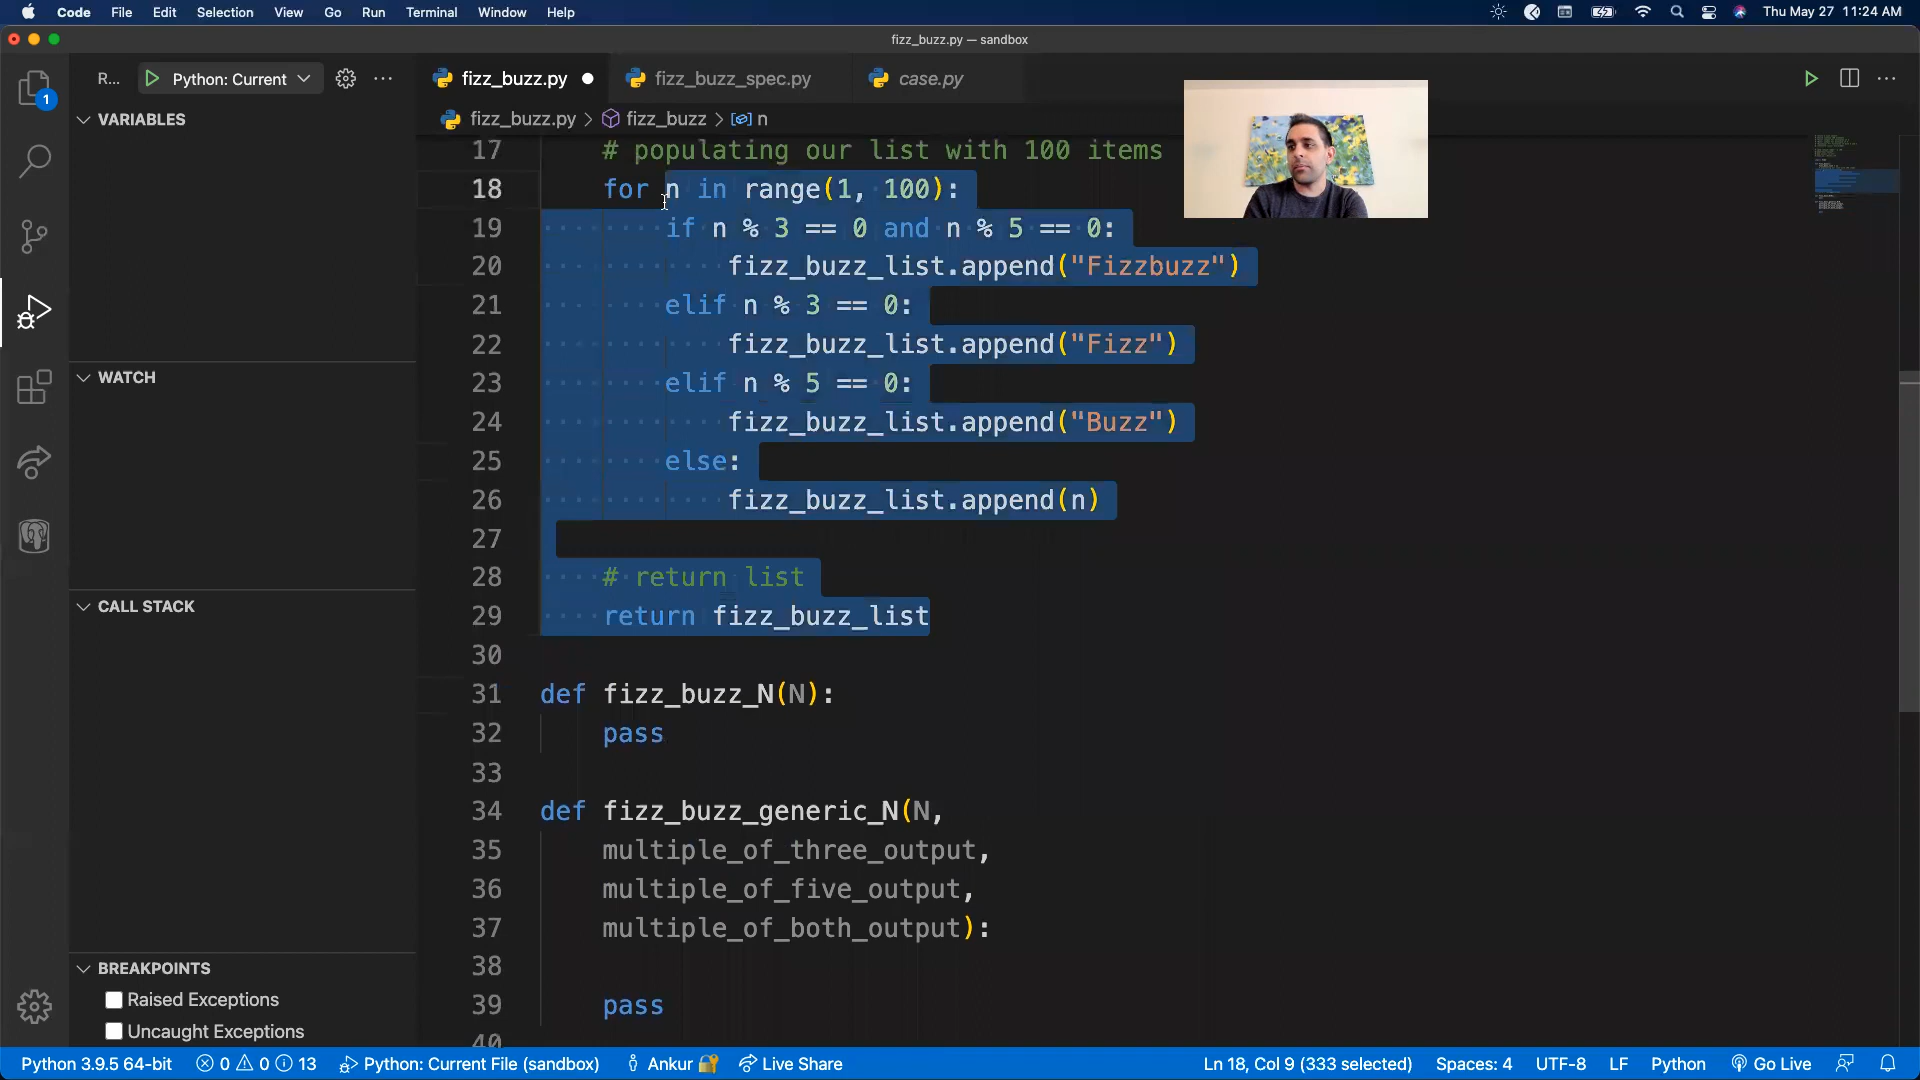 Code File Edit Selection View Go Run Terminal Window Help Thu May 27 11:24 AM
fizz_buzz.py — sandbox
R... Python: Current
fizz_buzz.py fizz_buzz_spec.py case.py
1
fizz_buzz.py > fizz_buzz > n
VARIABLES
WATCH
CALL STACK
BREAKPOINTS
Raised Exceptions
Uncaught Exceptions
17 # populating our list with 100 items
18 for n in range(1, 100):
19 if n % 3 == 0 and n % 5 == 0:
20 fizz_buzz_list.append("Fizzbuzz")
21 elif n % 3 == 0:
22 fizz_buzz_list.append("Fizz")
23 elif n % 5 == 0:
24 fizz_buzz_list.append("Buzz")
25 else:
26 fizz_buzz_list.append(n)
27
28 # return list
29 return fizz_buzz_list
30
31 def fizz_buzz_N(N):
32 pass
33
34 def fizz_buzz_generic_N(N,
35 multiple_of_three_output,
36 multiple_of_five_output,
37 multiple_of_both_output):
38
39 pass
40
Python 3.9.5 64-bit 0 0 13 Python: Current File (sandbox) Ankur Live Share Ln 18, Col 9 (333 selected) Spaces: 4 UTF-8 LF Python Go Live